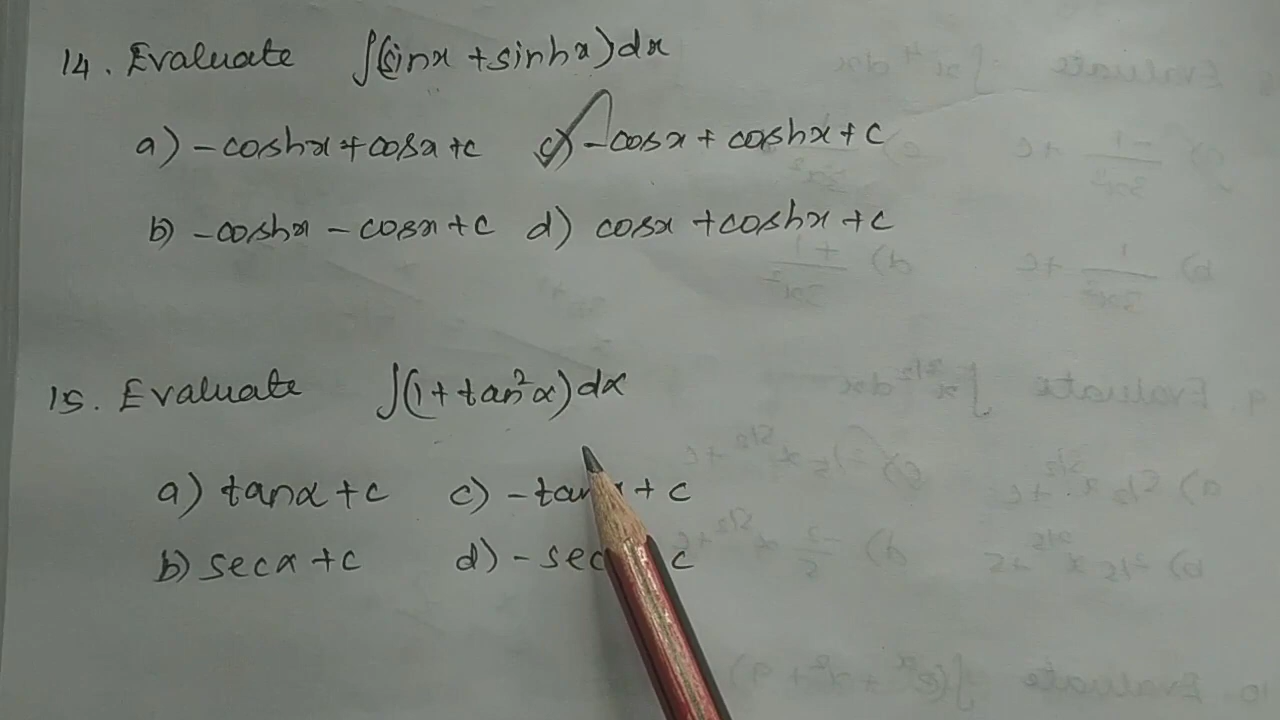 14. Evaluate ∫(sinx + sinhx)dx
a) -coshx + cosx + c c) -cosx + coshx + c
b) -coshx - cosx + c d) cosx + coshx + c
15. Evaluate ∫(1 + tan²x)dx
a) tanx + c c) -tanx + c
b) secx + c d) -sec c